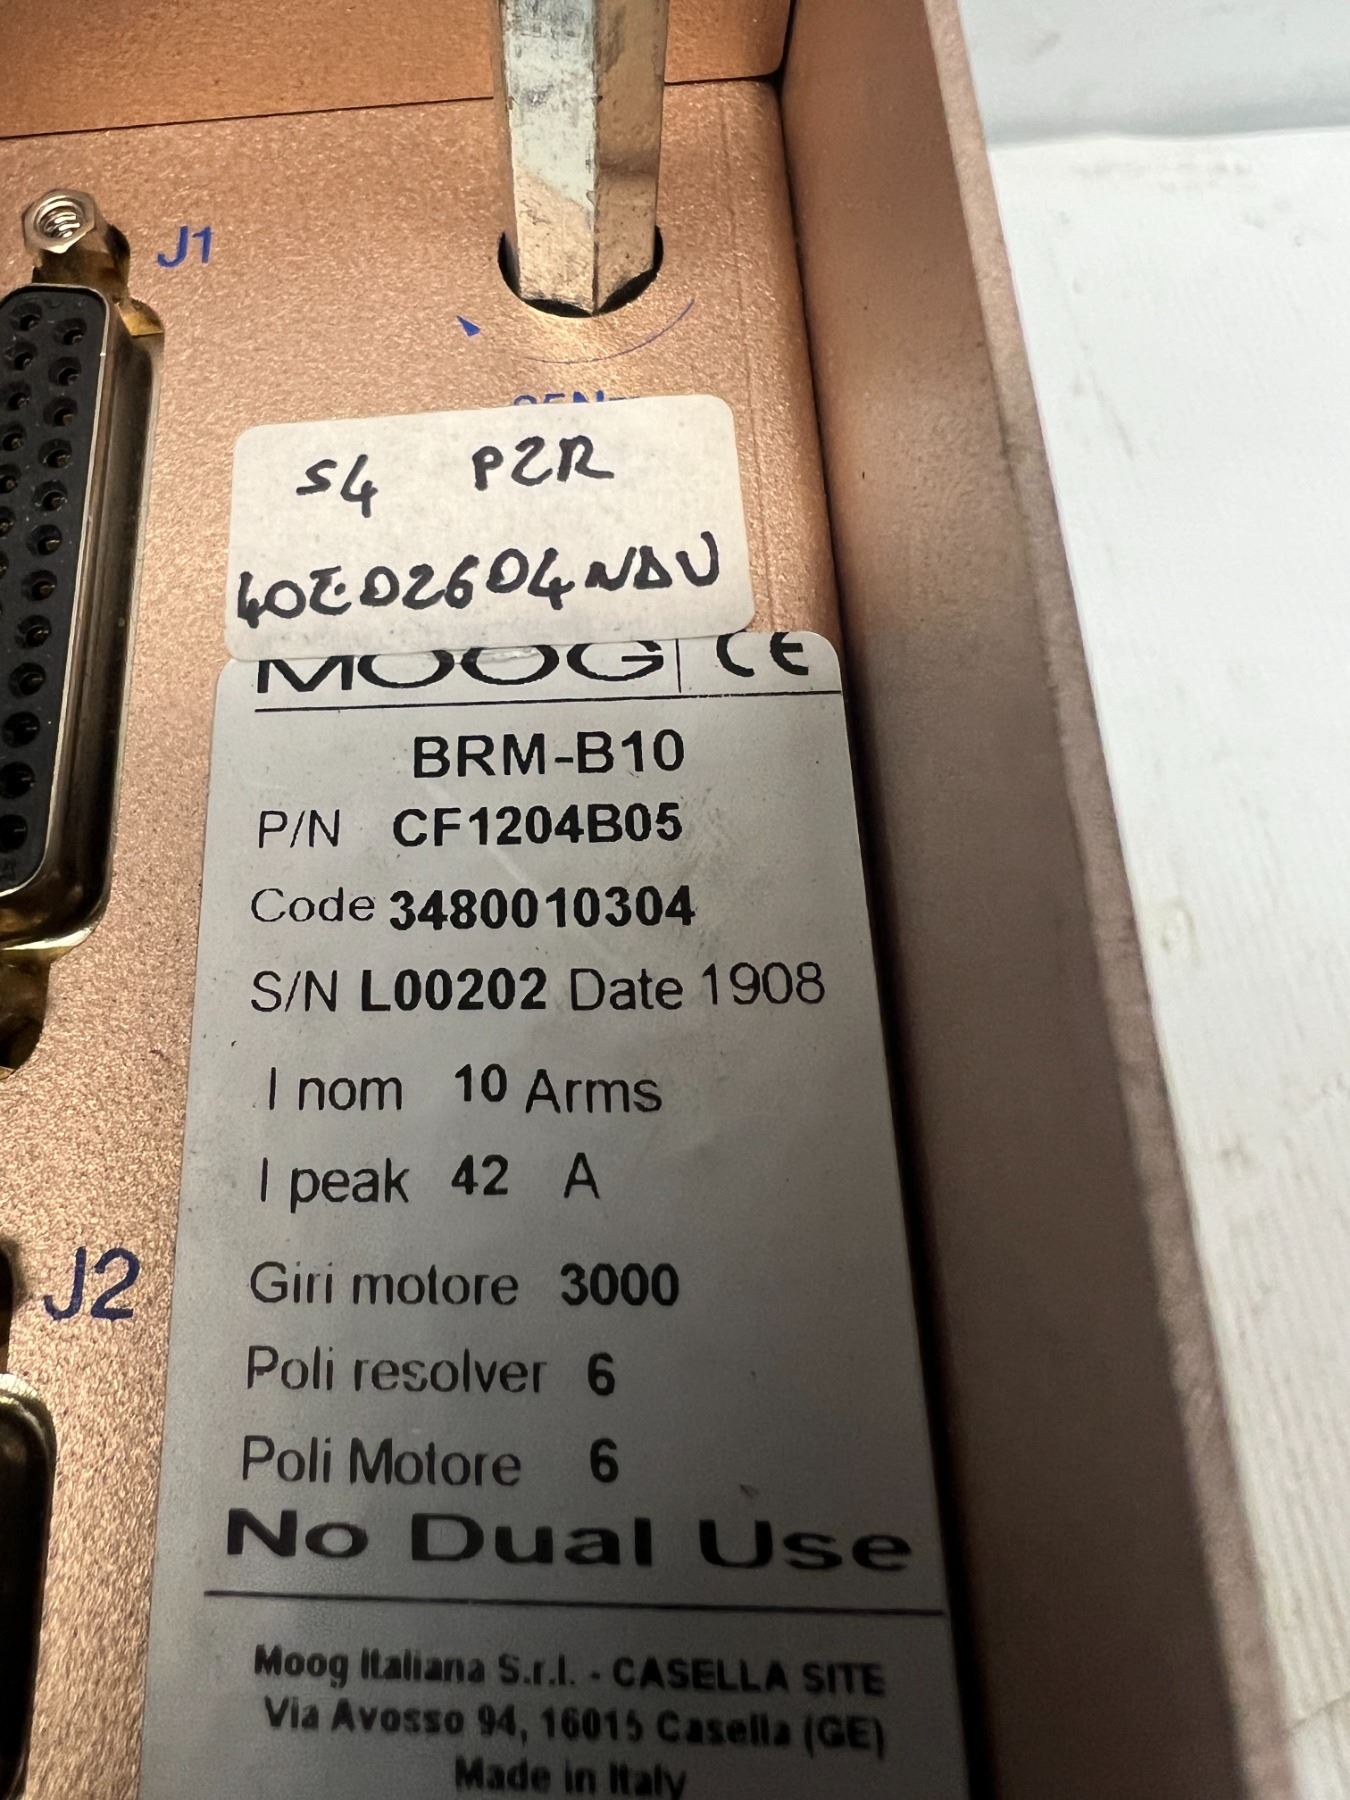 J1
S4 PZR
MOOG CE
BRM-B10
P/N CF1204B05
Code 3480010304
S/N L00202 Date 1908
I nom 10 Arms
I peak 42 A
J2
Giri motore 3000
Poli resolver 6
Poli Motore 6
No Dual Use
Moog Italiana S.r.l. - CASELLA SITE
Via Avosso 94, 16015 Casella (GE)
Made in Italy